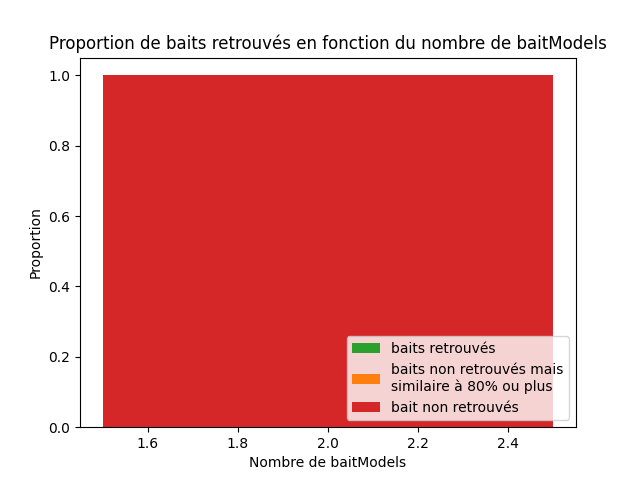 Proportion de baits retrouvés en fonction du nombre de baitModels
1.0
0.8
0.6
0.4
0.2
0.0
Proportion
baits retrouvés
baits non retrouvés mais
similaire à 80% ou plus
bait non retrouvés
1.6
1.8
2.0
2.2
2.4
Nombre de baitModels